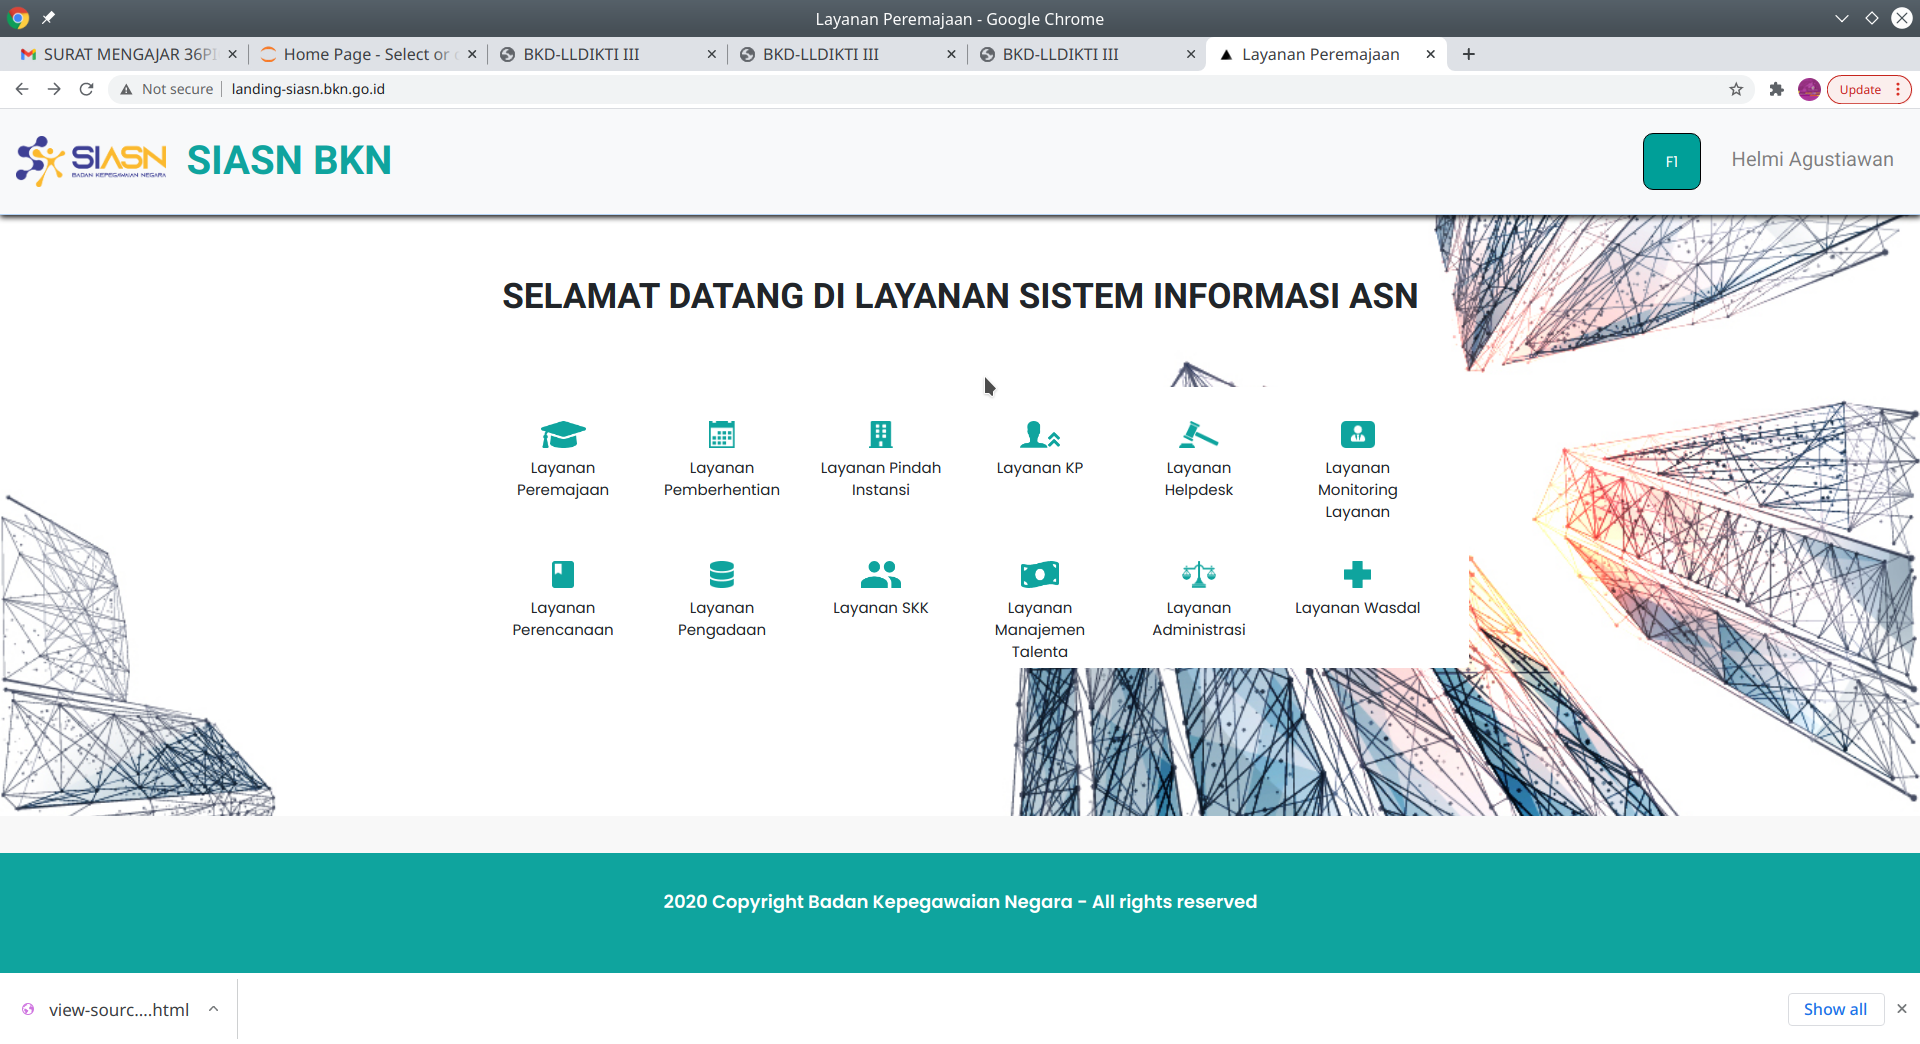 Layanan Peremajaan - Google Chrome
SURAT MENGAJAR 36PI
Home Page - Select or
BKD-LLDIKTI III
BKD-LLDIKTI III
BKD-LLDIKTI III
Layanan Peremajaan
Not secure
landing-siasn.bkn.go.id
Update
SIASN
BADAN KEPEGAWAIAN NEGARA
SIASN BKN
F1
Helmi Agustiawan
SELAMAT DATANG DI LAYANAN SISTEM INFORMASI ASN
Layanan
Peremajaan
Layanan
Pemberhentian
Layanan Pindah
Instansi
Layanan KP
Layanan
Helpdesk
Layanan
Monitoring
Layanan
Layanan
Perencanaan
Layanan
Pengadaan
Layanan SKK
Layanan
Manajemen
Talenta
Layanan
Administrasi
Layanan Wasdal
2020 Copyright Badan Kepegawaian Negara - All rights reserved
view-sourc....html
Show all